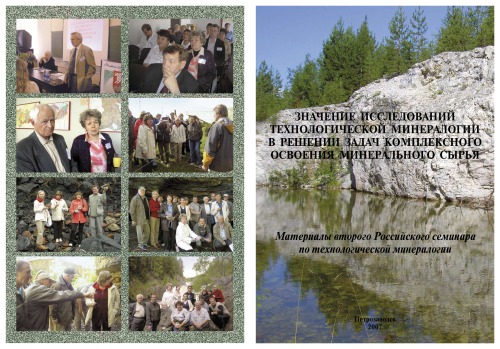 ЗНАЧЕНИЕ ИССЛЕДОВАНИЙ
ТЕХНОЛОГИЧЕСКОЙ МИНЕРАЛОГИИ
В РЕШЕНИИ ЗАДАЧ КОМПЛЕКСНОГО
ОСВОЕНИЯ МИНЕРАЛЬНОГО СЫРЬЯ
Материалы второго Российского семинара
по технологической минералогии
Петрозаводск
2007